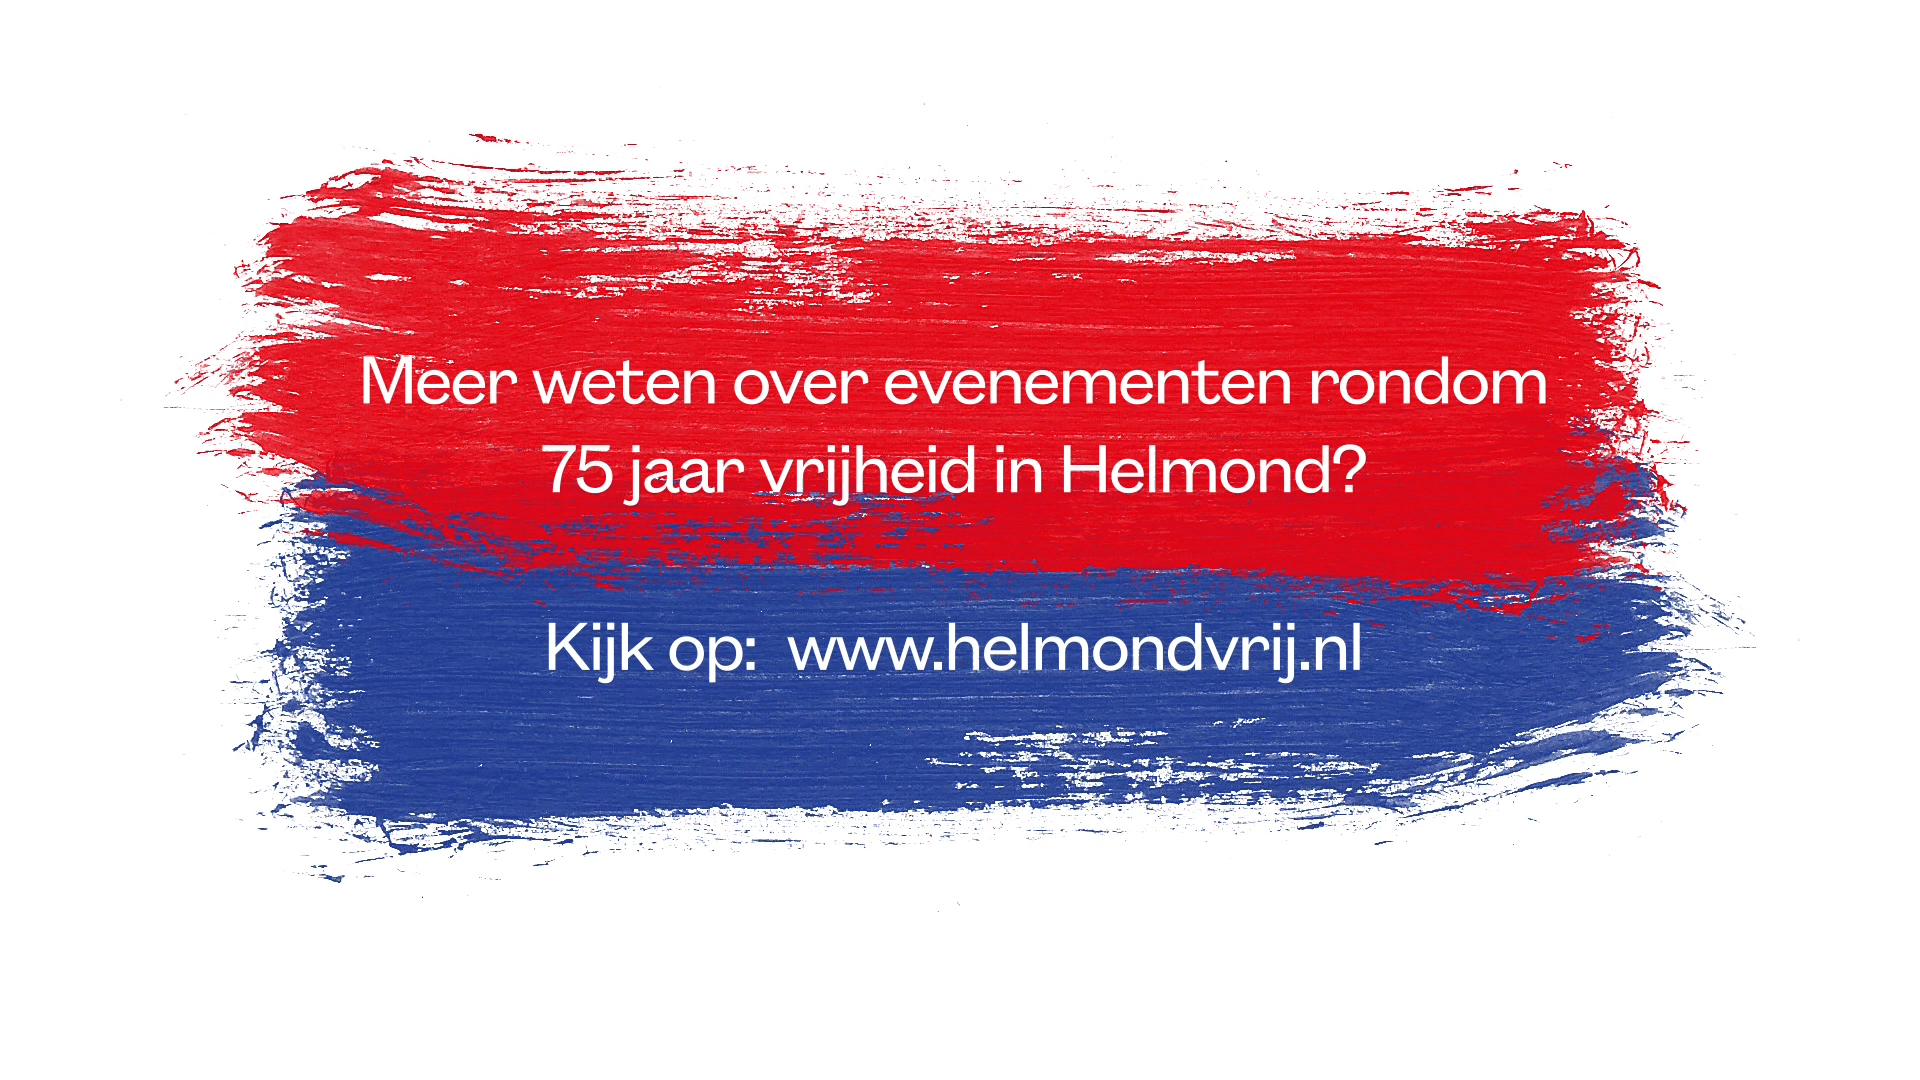 Meer weten over evenementen rondom
75 jaar vrijheid in Helmond?
Kijk op: www.helmondvrij.nl